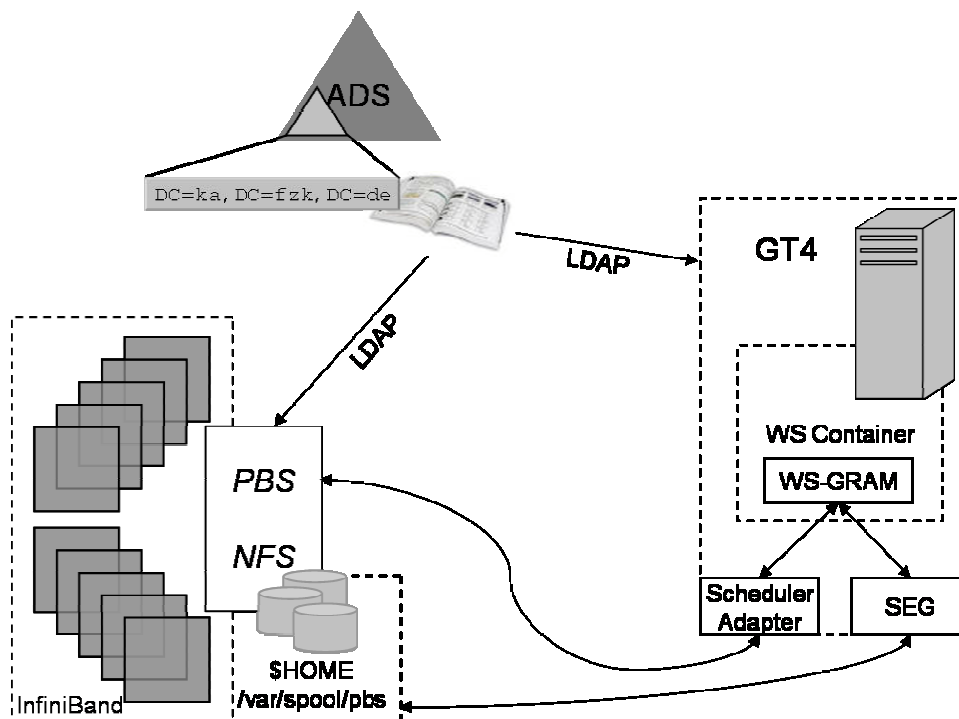 ADS
DC=ka, DC=fzk, DC=de
LDAP
GT4
LDAP
WS Container
PBS
WS-GRAM
NFS
Scheduler
Adapter
SEG
$HOME
/var/spool/pbs
InfiniBand